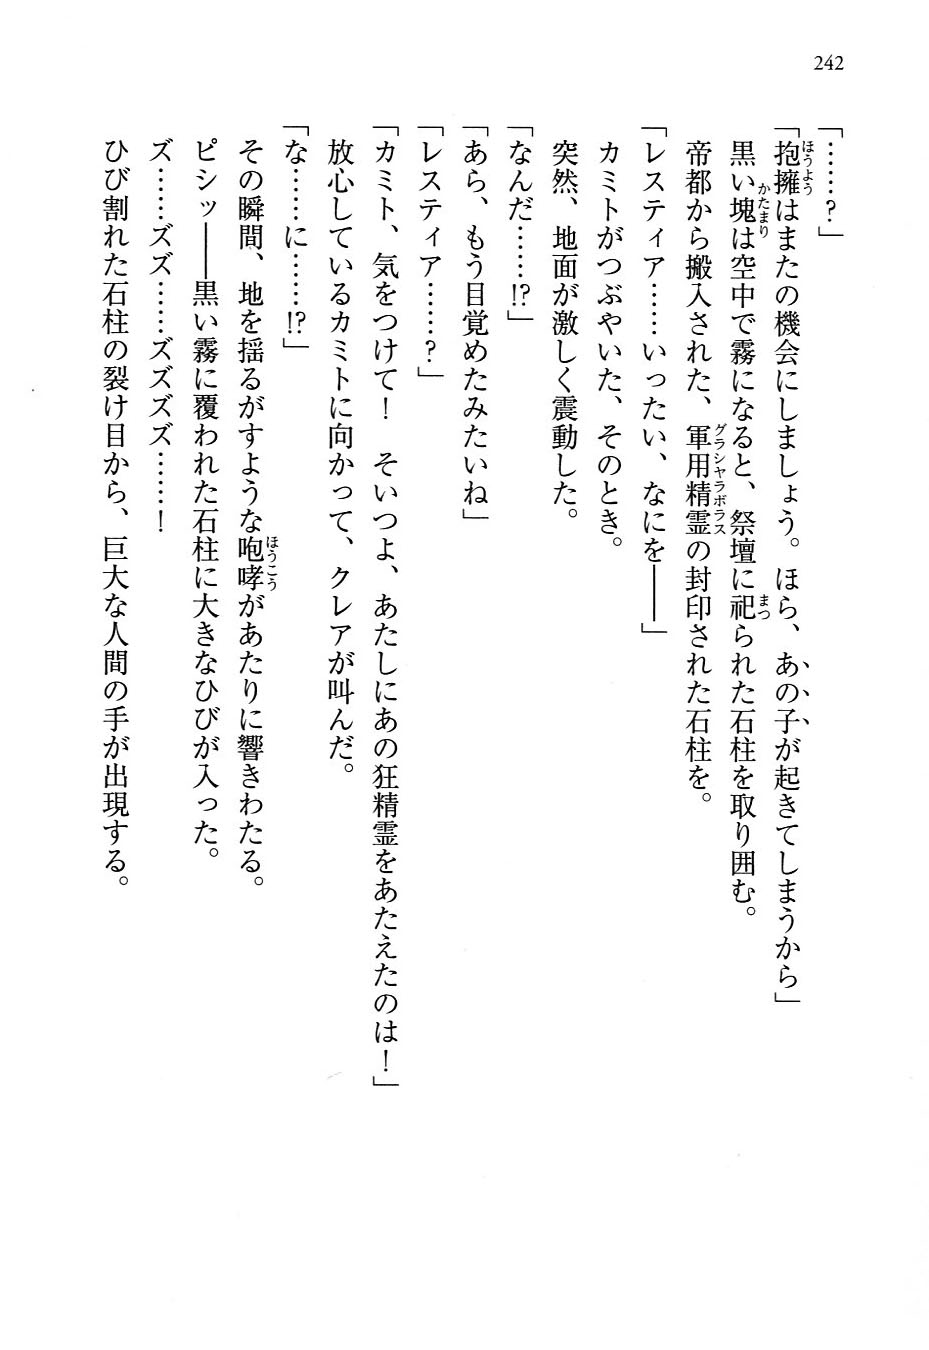 242
「……？」
「抱擁はまたの機会にしましょう。ほら、あの子が起きてしまうから」
黒い塊は空中で霧になると、祭壇に祀られた石柱を取り囲む。
帝都から搬入された、軍用精霊の封印された石柱を。
「レスティア……いったい、なにを――」
カミトがつぶやいた、そのとき。
突然、地面が激しく震動した。
「なんだ……!?」
「あら、もう目覚めたみたいね」
「レスティア……？」
「カミト、気をつけて！　そいつよ、あたしにあの狂精霊をあたえたのは！」
放心しているカミトに向かって、クレアが叫んだ。
「な……に……!?」
その瞬間、地を揺るがすような咆哮があたりに響きわたる。
ピシッ――黒い霧に覆われた石柱に大きなひびが入った。
ズ……ズズ……ズズズ……！
ひび割れた石柱の裂け目から、巨大な人間の手が出現する。